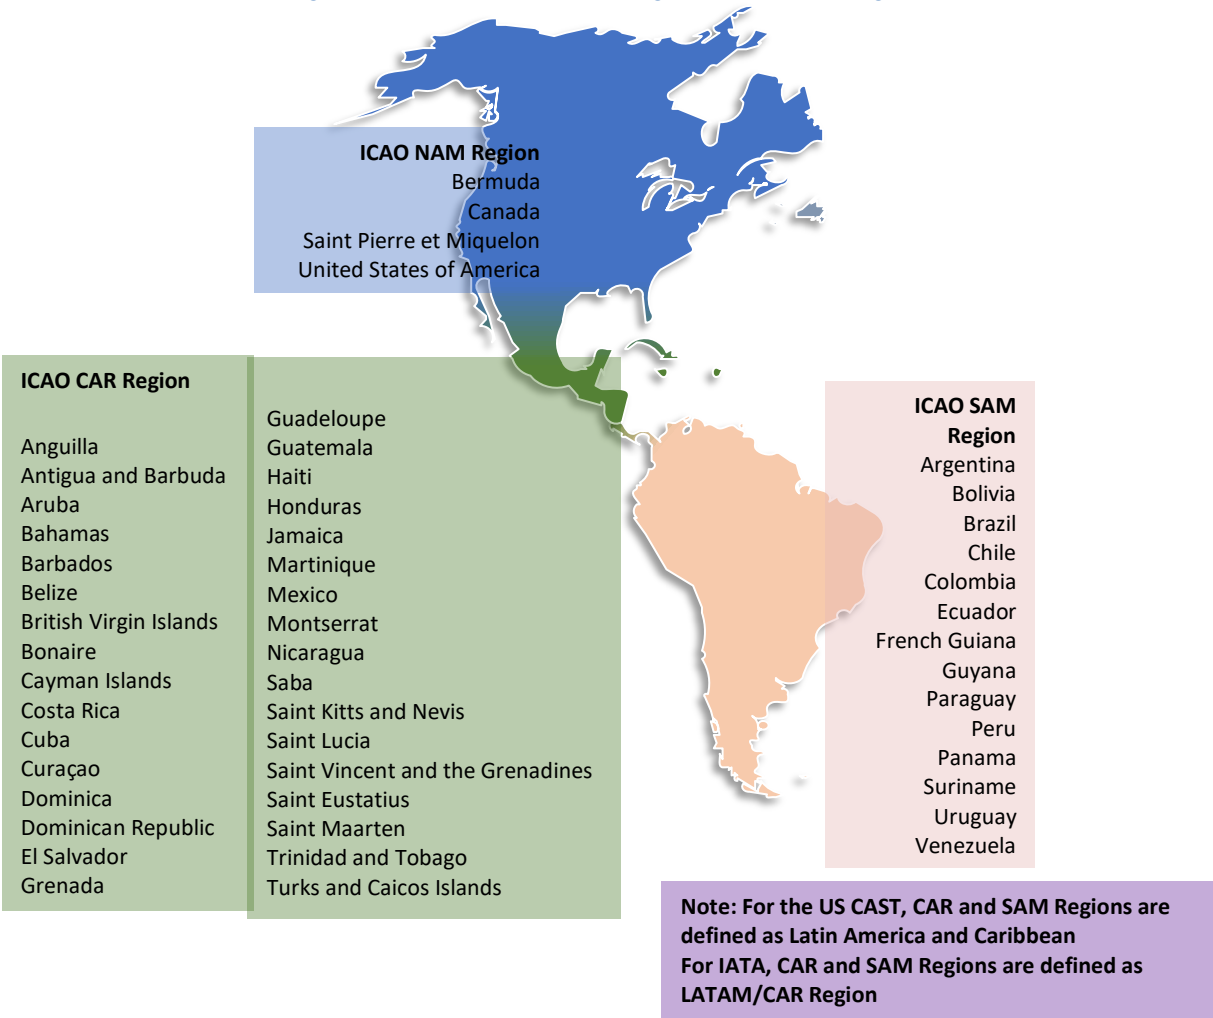 ICAO NAM Region
Bermuda
Canada
Saint Pierre et Miquelon
United States of America
ICAO CAR Region
Anguilla
Antigua and Barbuda
Aruba
Bahamas
Barbados
Belize
British Virgin Islands
Bonaire
Cayman Islands
Costa Rica
Cuba
Curaçao
Dominica
Dominican Republic
El Salvador
Grenada
Guadeloupe
Guatemala
Haiti
Honduras
Jamaica
Martinique
Mexico
Montserrat
Nicaragua
Saba
Saint Kitts and Nevis
Saint Lucia
Saint Vincent and the Grenadines
Saint Eustatius
Saint Maarten
Trinidad and Tobago
Turks and Caicos Islands
ICAO SAM
Region
Argentina
Bolivia
Brazil
Chile
Colombia
Ecuador
French Guiana
Guyana
Paraguay
Peru
Panama
Suriname
Uruguay
Venezuela
Note: For the US CAST, CAR and SAM Regions are
defined as Latin America and Caribbean
For IATA, CAR and SAM Regions are defined as
LATAM/CAR Region